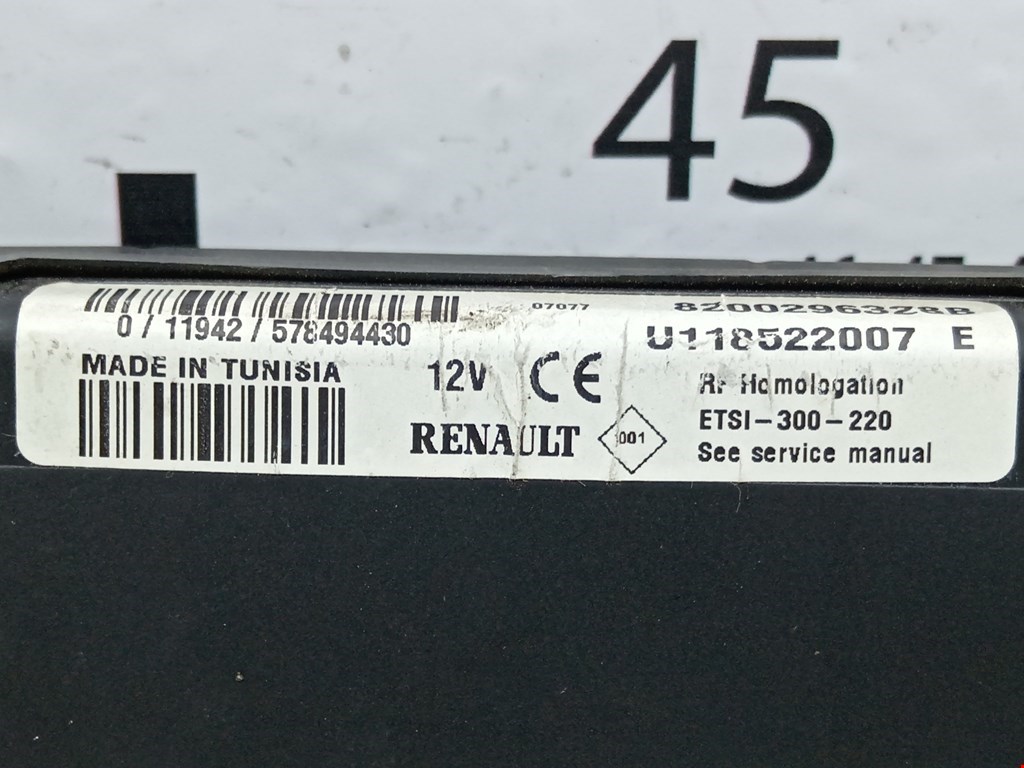 45
07077
8200296328B
0 / 11942 / 578494430
U118522007 E
MADE IN TUNISIA
12V CE
RF Homologation
RENAULT 001
ETSI-300-220
See service manual